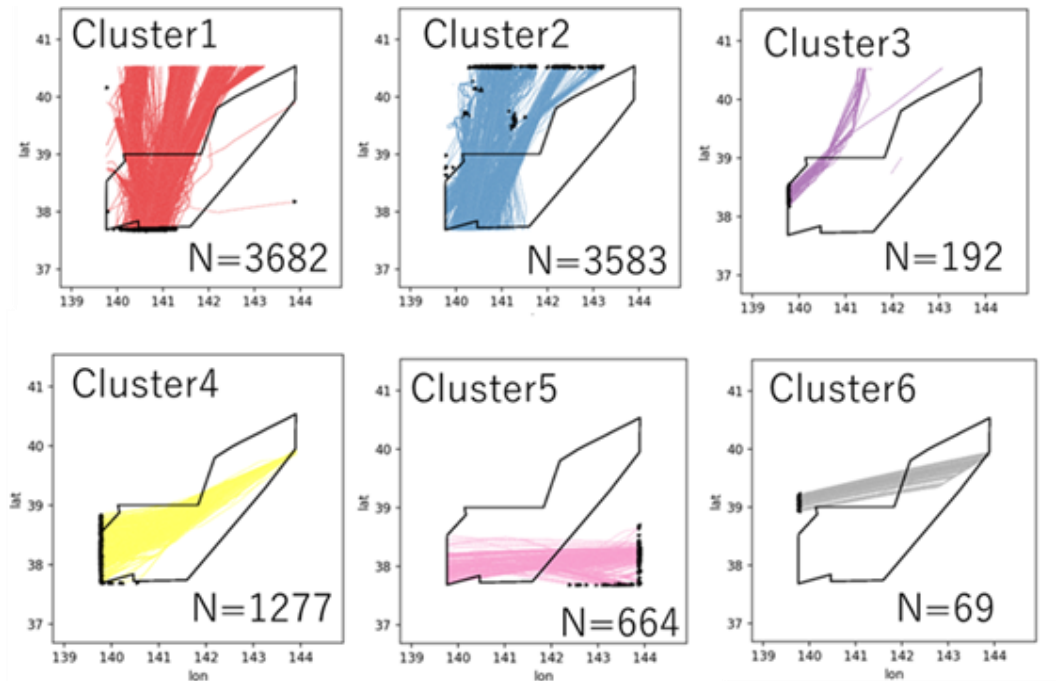 Cluster1
41
40
39
38
37
lat
139 140 141 142 143 144
N=3682
Cluster2
41
40
39
38
37
lat
139 140 141 142 143 144
N=3583
Cluster3
41
40
39
38
37
lat
139 140 141 142 143 144
N=192
Cluster4
41
40
39
38
37
lat
139 140 141 142 143 144
lon
N=1277
Cluster5
41
40
39
38
37
lat
139 140 141 142 143 144
lon
N=664
Cluster6
41
40
39
38
37
lat
139 140 141 142 143 144
lon
N=69